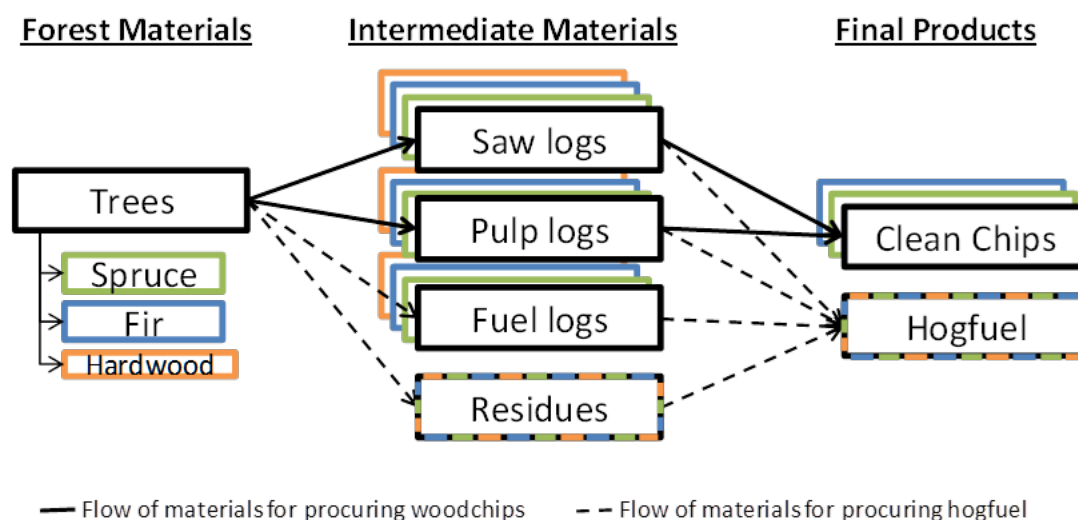 Forest Materials
Intermediate Materials
Final Products
Saw logs
Trees
Pulp logs
Clean Chips
Spruce
Fir
Fuel logs
Hogfuel
Hardwood
Residues
Flow of materials for procuring woodchips
Flow of materials for procuring hogfuel